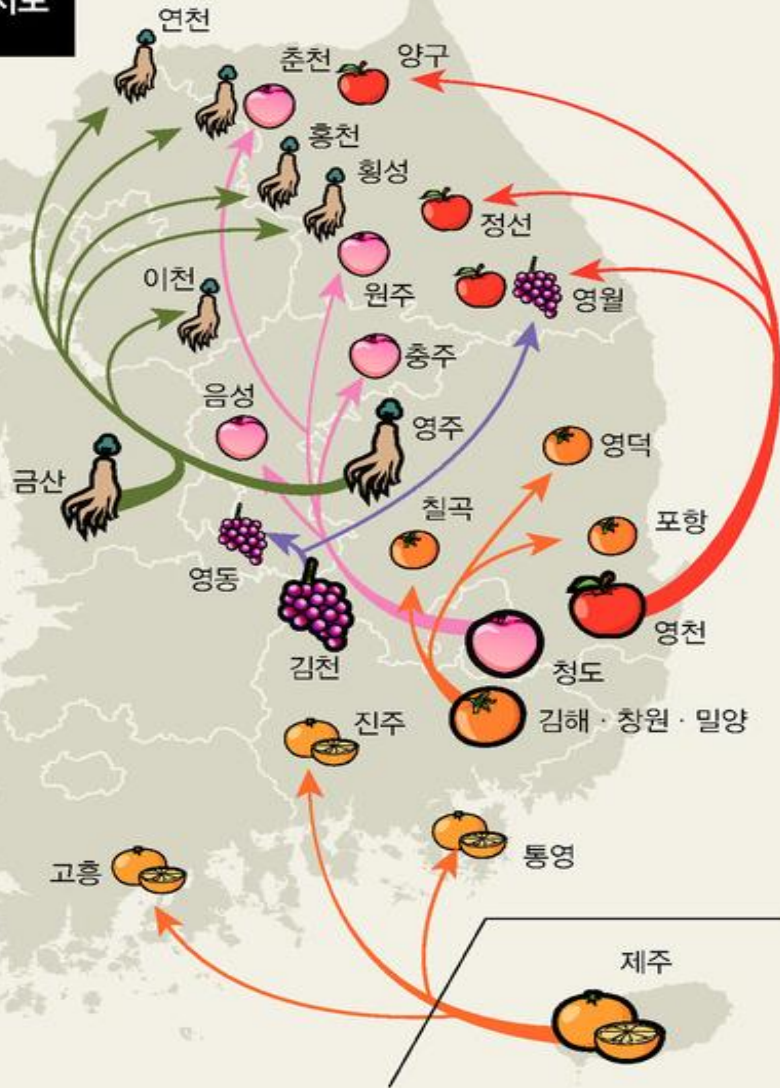 연천
춘천
양구
홍천
횡성
정선
이천
원주
영월
충주
음성
영주
영덕
금산
칠곡
포항
영동
영천
김천
청도
진주
김해 · 창원 · 밀양
통영
고흥
제주